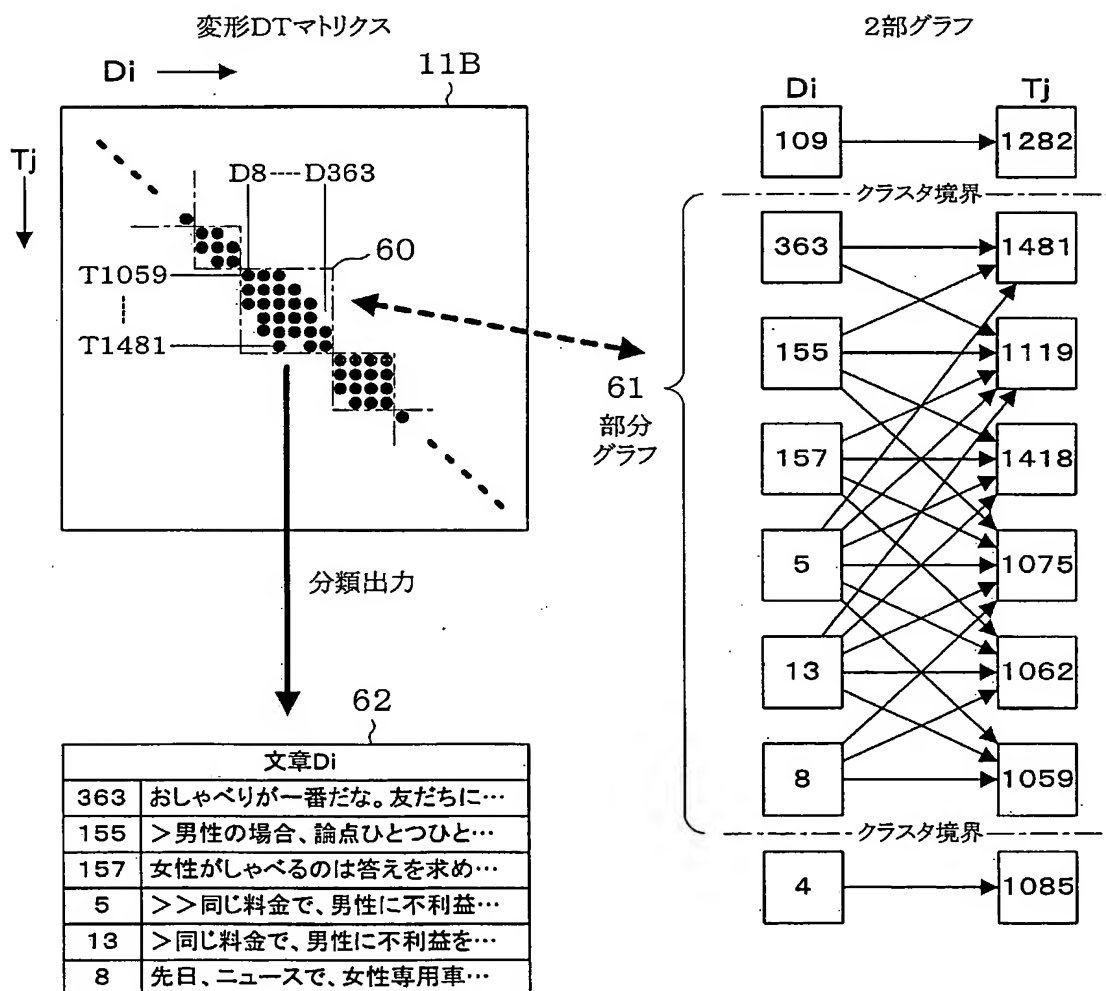 変形DTマトリクス
Di
11B
Tj
D8----D363
60
T1059
T1481
分類出力
62
文章Di
363 おしゃべりが一番だな。友だちに…
155 >男性の場合、論点ひとつひと…
157 女性がしゃべるのは答えを求め…
5 >>同じ料金で、男性に不利益…
13 >同じ料金で、男性に不利益を…
8 先日、ニュースで、女性専用車…
2部グラフ
Di Tj
109 1282
クラスタ境界
363 1481
155 1119
61
部分
グラフ
157 1418
5 1075
13 1062
8 1059
クラスタ境界
4 1085